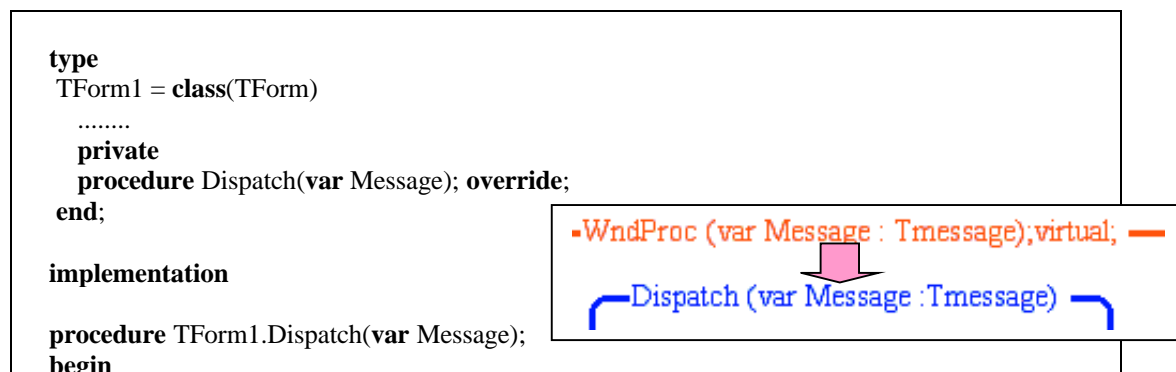 type
TForm1 = class(TForm)
........
private
procedure Dispatch(var Message); override;
end;
implementation
procedure TForm1.Dispatch(var Message);
begin
WndProc (var Message : Tmessage);virtual;
Dispatch (var Message :Tmessage)